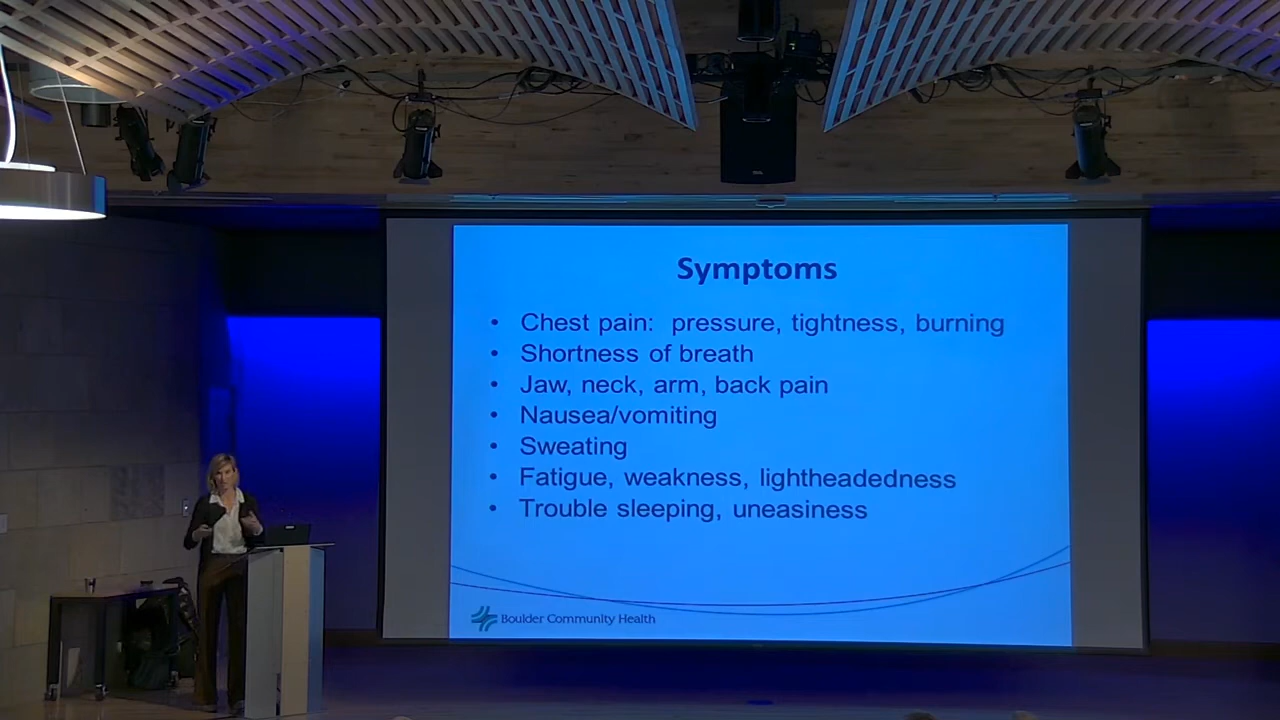 Symptoms
• Chest pain:  pressure, tightness, burning
• Shortness of breath
• Jaw, neck, arm, back pain
• Nausea/vomiting
• Sweating
• Fatigue, weakness, lightheadedness
• Trouble sleeping, uneasiness
Boulder Community Health